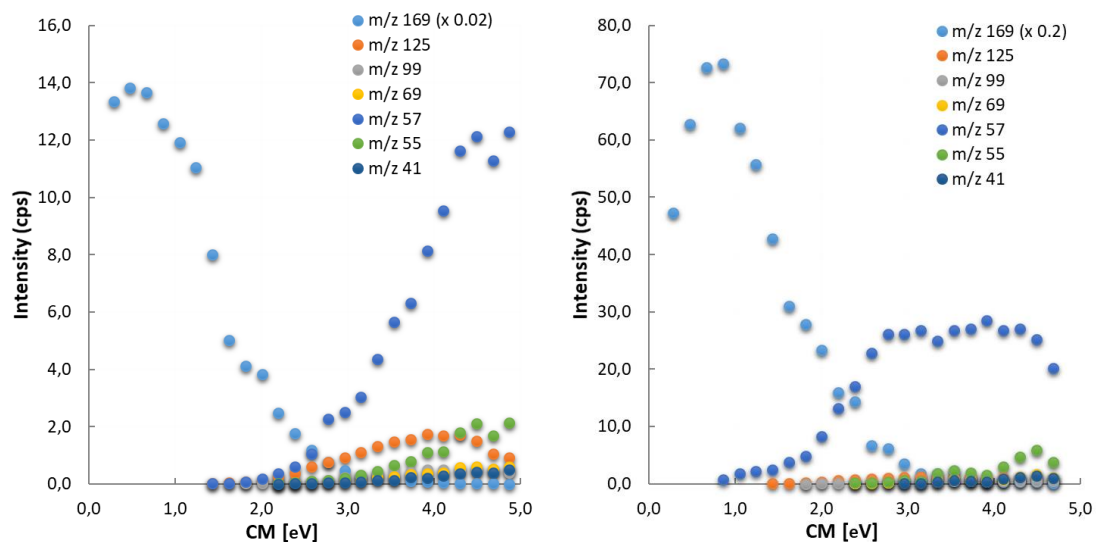 16,0
14,0
12,0
10,0
8,0
6,0
4,0
2,0
0,0
Intensity (cps)
0,0 1,0 2,0 3,0 4,0 5,0
CM [eV]
m/z 169 (x 0.02)
m/z 125
m/z 99
m/z 69
m/z 57
m/z 55
m/z 41
80,0
70,0
60,0
50,0
40,0
30,0
20,0
10,0
0,0
Intensity (cps)
0,0 1,0 2,0 3,0 4,0 5,0
CM [eV]
m/z 169 (x 0.2)
m/z 125
m/z 99
m/z 69
m/z 57
m/z 55
m/z 41